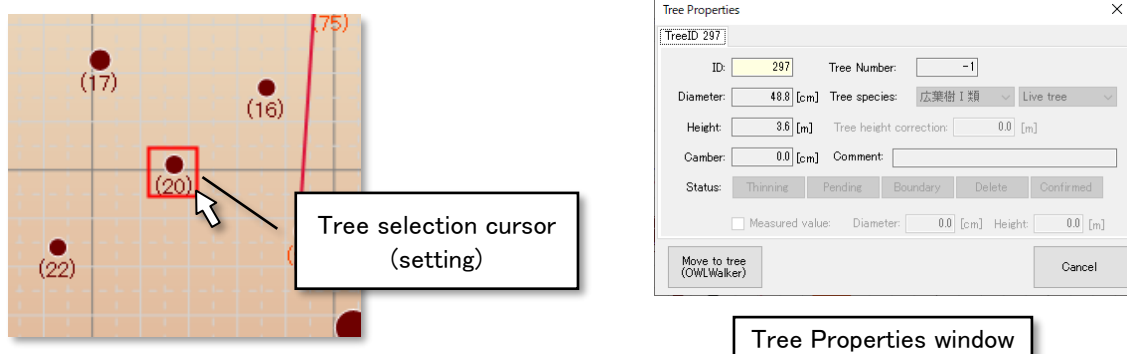 (75)
(17)
(16)
(20)
(22)
Tree selection cursor
(setting)
Tree Properties
TreeID 297
ID: 297 Tree Number: -1
Diameter: 48.8 [cm] Tree species: 広葉樹Ⅰ類 Live tree
Height: 3.6 [m] Tree height correction: 0.0 [m]
Camber: 0.0 [cm] Comment:
Status: Thinning Pending Boundary Delete Confirmed
Measured value: Diameter: 0.0 [cm] Height: 0.0 [m]
Move to tree
(OWLWalker)
Cancel
Tree Properties window